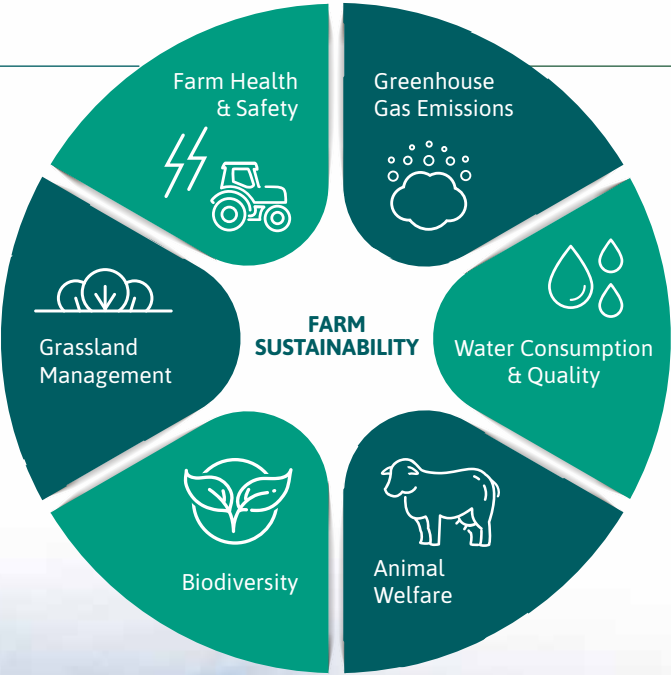 Farm Health
& Safety
Greenhouse
Gas Emissions
Grassland
Management
FARM
SUSTAINABILITY
Water Consumption
& Quality
Biodiversity
Animal
Welfare